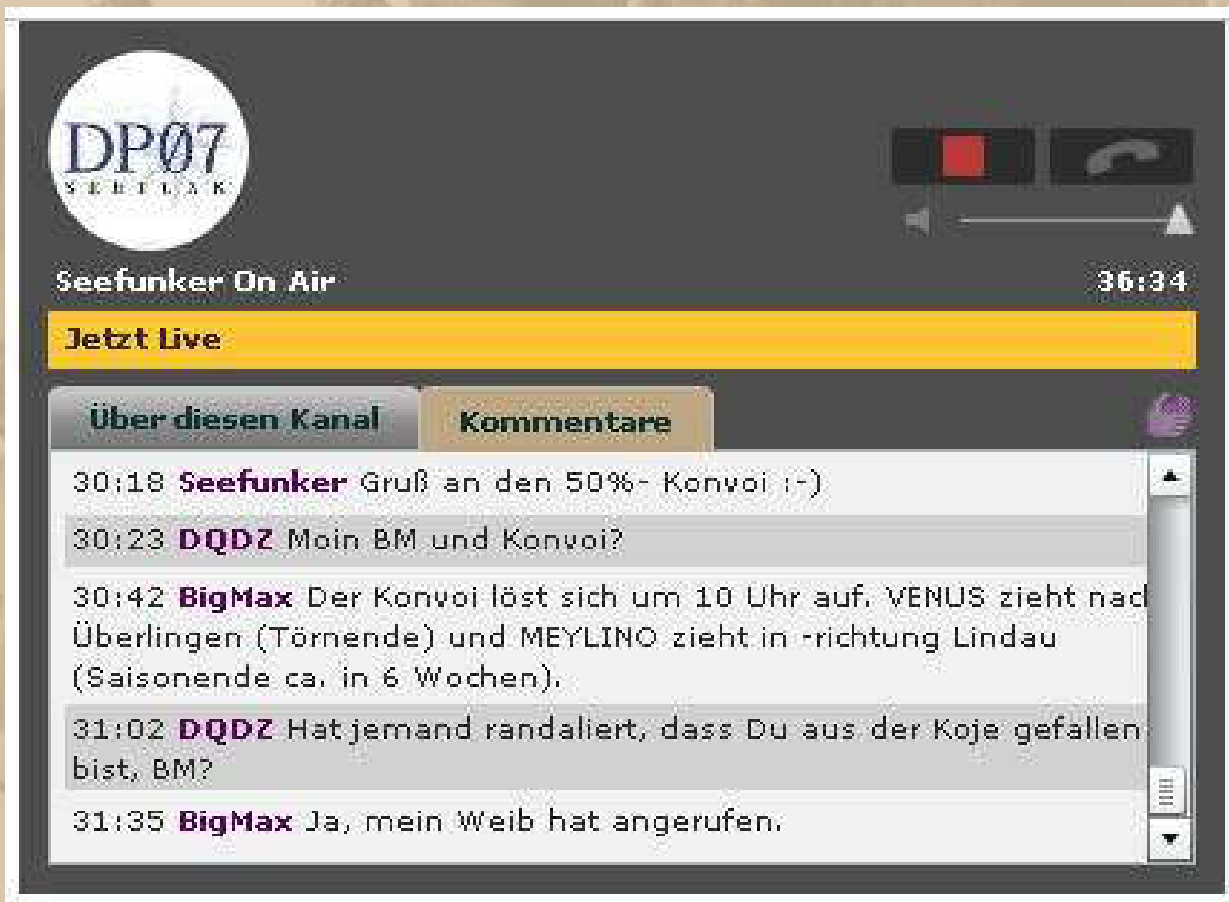 DPØ7
SEEFUNK
Seefunker On Air
36:34
Jetzt Live
Über diesen Kanal
Kommentare
30:18 Seefunker Gruß an den 50%- Konvoi :-)
30:23 DQDZ Moin BM und Konvoi?
30:42 BigMax Der Konvoi löst sich um 10 Uhr auf. VENUS zieht nach
Überlingen (Törnende) und MEYLINO zieht in -richtung Lindau
(Saisonende ca. in 6 Wochen).
31:02 DQDZ Hat jemand randaliert, dass Du aus der Koje gefallen
bist, BM?
31:35 BigMax Ja, mein Weib hat angerufen.